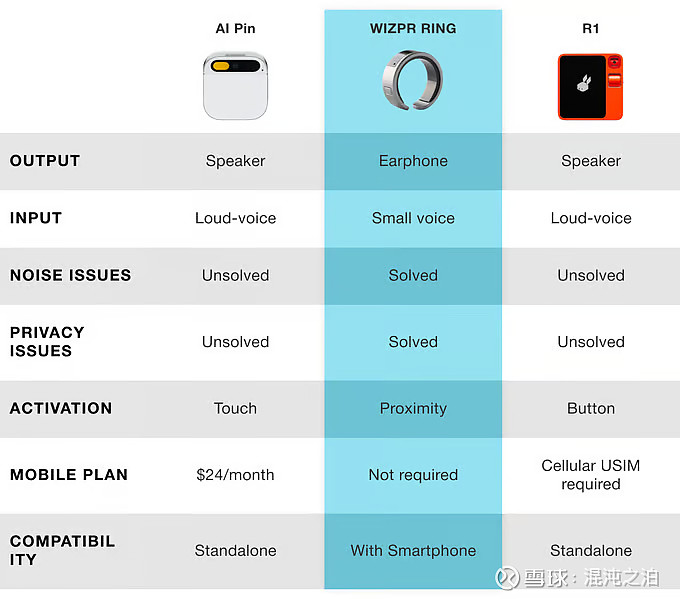 AI Pin WIZPR RING R1
OUTPUT Speaker Earphone Speaker
INPUT Loud-voice Small voice Loud-voice
NOISE ISSUES Unsolved Solved Unsolved
PRIVACY
ISSUES Unsolved Solved Unsolved
ACTIVATION Touch Proximity Button
MOBILE PLAN $24/month Not required Cellular USIM
required
COMPATIBIL
ITY Standalone With Smartphone Standalone
雪球：混沌之泊